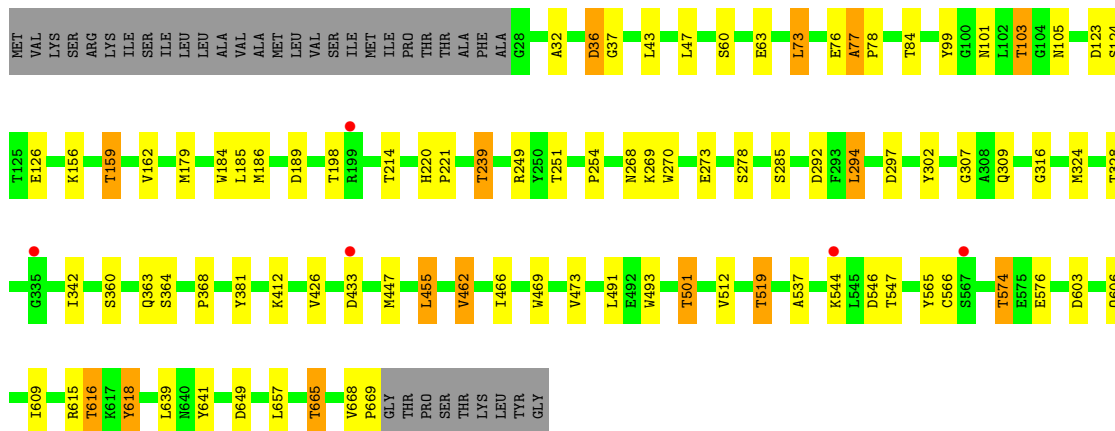 MET VAL LYS SER ARG LYS ILE SER ILE LEU LEU ALA VAL ALA MET LEU VAL SER ILE MET ILE PRO THR THR ALA PHE ALA G28 A32 D36 G37 L43 L47 S60 E63 L73 E76 A77 P78 T84 Y99 G100 N101 L102 T103 G104 N105 D123 S124
T125 E126 K156 T159 V162 M179 W184 L185 M186 D189 T198 R199 T214 H220 P221 T239 R249 Y250 T251 P254 N268 K269 W270 E273 S278 S285 D292 F293 L294 D297 Y302 G307 A308 Q309 G316 M324
G335 I342 S360 Q363 S364 P368 Y381 K412 V426 D433 M447 L455 V462 I466 W469 V473 L491 E492 W493 T501 V512 T519 A537 K544 L545 D546 T547 Y565 C566 S567 T574 E575 E576 D603
I609 R615 T616 K617 Y618 L639 N640 Y641 D649 L657 T665 V668 P669 GLY THR PRO SER THR LYS LEU TYR GLY